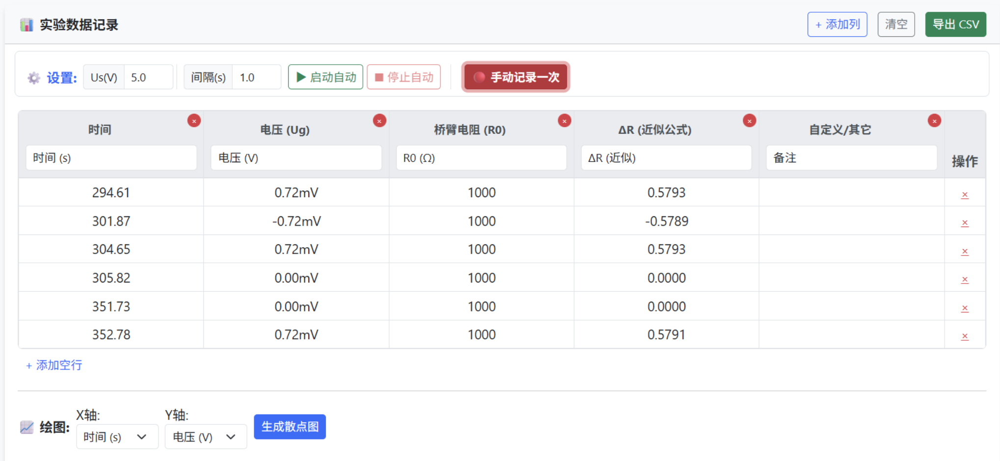 实验数据记录
+ 添加列
清空
导出 CSV
设置:
Us(V)
5.0
间隔(s)
1.0
启动自动
停止自动
手动记录一次
时间
电压 (Ug)
桥臂电阻 (R0)
ΔR (近似公式)
自定义/其它
时间 (s)
电压 (V)
R0 (Ω)
ΔR (近似)
备注
操作
294.61 0.72mV 1000 0.5793 ×
301.87 -0.72mV 1000 -0.5789 ×
304.65 0.72mV 1000 0.5793 ×
305.82 0.00mV 1000 0.0000 ×
351.73 0.00mV 1000 0.0000 ×
352.78 0.72mV 1000 0.5791 ×
+ 添加空行
绘图:
X轴:
时间 (s)
Y轴:
电压 (V)
生成散点图